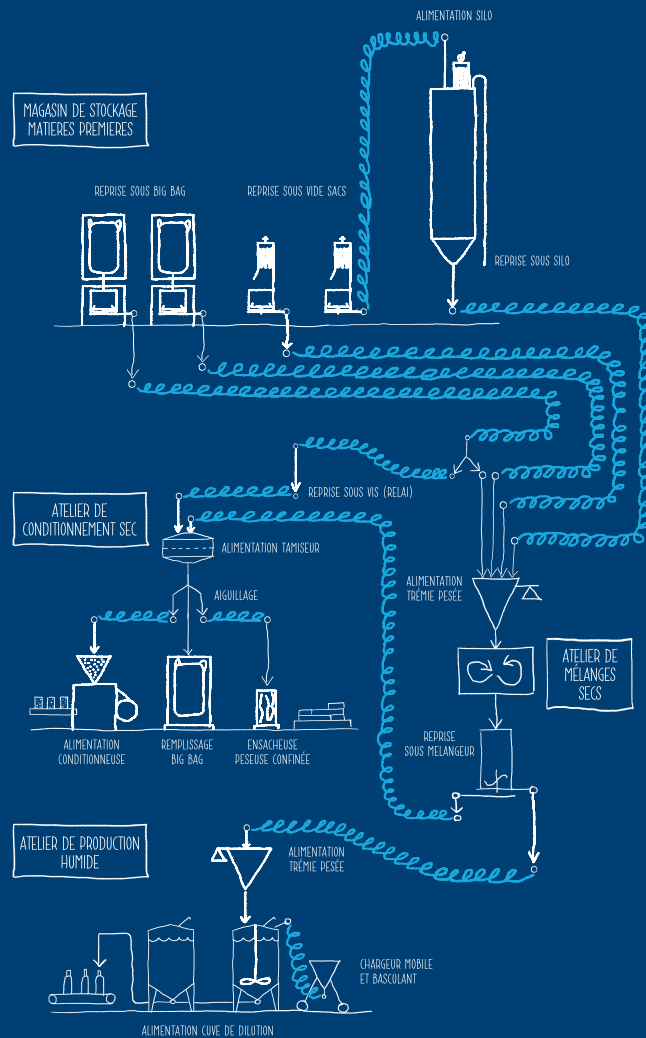 ALIMENTATION SILO
MAGASIN DE STOCKAGE
MATIERES PREMIERES
REPRISE SOUS BIG BAG
REPRISE SOUS VIDE SACS
REPRISE SOUS SILO
REPRISE SOUS VIS (RELAI)
ATELIER DE
CONDITIONNEMENT SEC
ALIMENTATION TAMISEUR
ALIMENTATION
TRÉMIE PESÉE
AIGUILLAGE
ATELIER DE
MÉLANGES
SECS
ALIMENTATION
CONDITIONNEUSE
REMPLISSAGE
BIG BAG
ENSACHEUSE
PESEUSE CONFINÉE
REPRISE
SOUS MELANGEUR
ATELIER DE PRODUCTION
HUMIDE
ALIMENTATION
TRÉMIE PESÉE
CHARGEUR MOBILE
ET BASCULANT
ALIMENTATION CUVE DE DILUTION